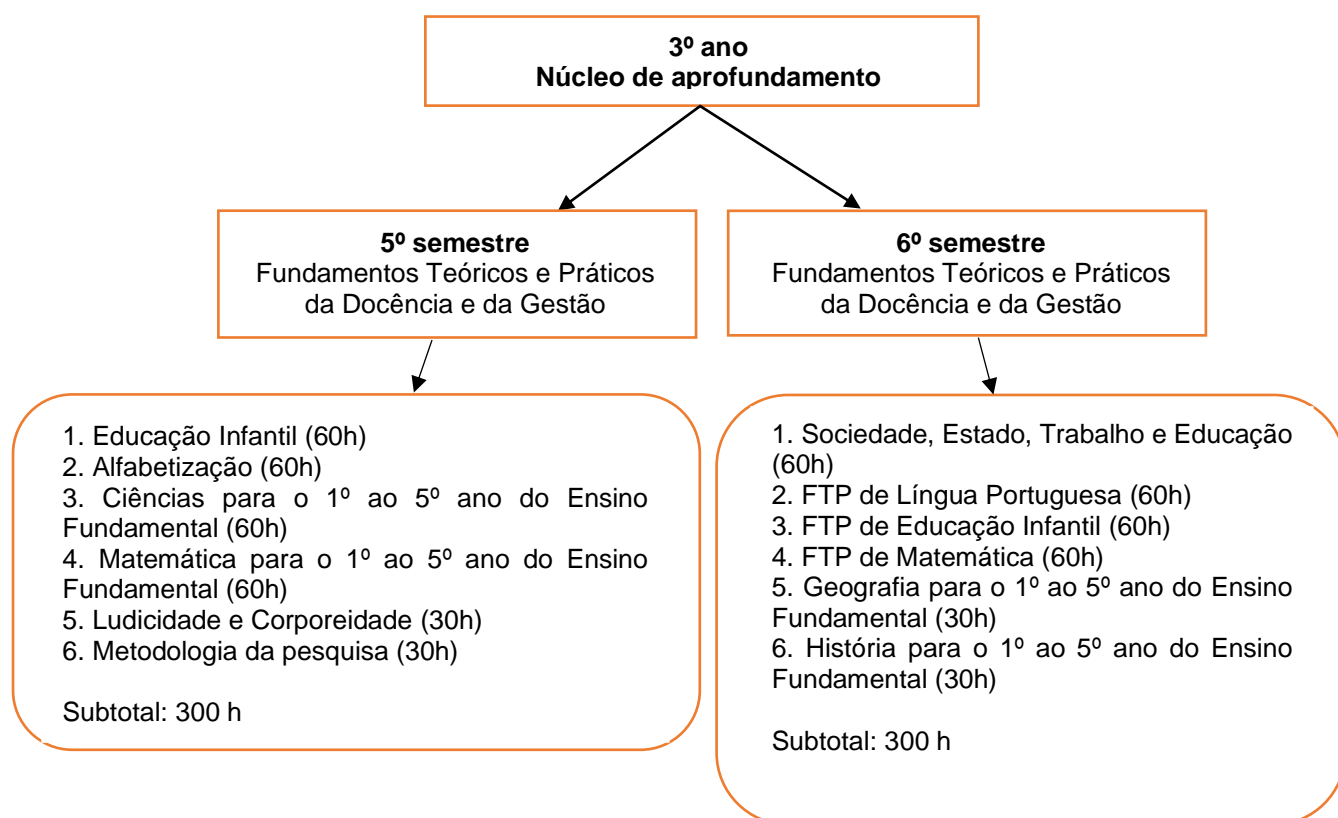 3º ano
Núcleo de aprofundamento
5º semestre
Fundamentos Teóricos e Práticos
da Docência e da Gestão
6º semestre
Fundamentos Teóricos e Práticos
da Docência e da Gestão
1. Educação Infantil (60h)
2. Alfabetização (60h)
3. Ciências para o 1º ao 5º ano do Ensino
Fundamental (60h)
4. Matemática para o 1º ao 5º ano do Ensino
Fundamental (60h)
5. Ludicidade e Corporeidade (30h)
6. Metodologia da pesquisa (30h)
Subtotal: 300 h
1. Sociedade, Estado, Trabalho e Educação
(60h)
2. FTP de Língua Portuguesa (60h)
3. FTP de Educação Infantil (60h)
4. FTP de Matemática (60h)
5. Geografia para o 1º ao 5º ano do Ensino
Fundamental (30h)
6. História para o 1º ao 5º ano do Ensino
Fundamental (30h)
Subtotal: 300 h